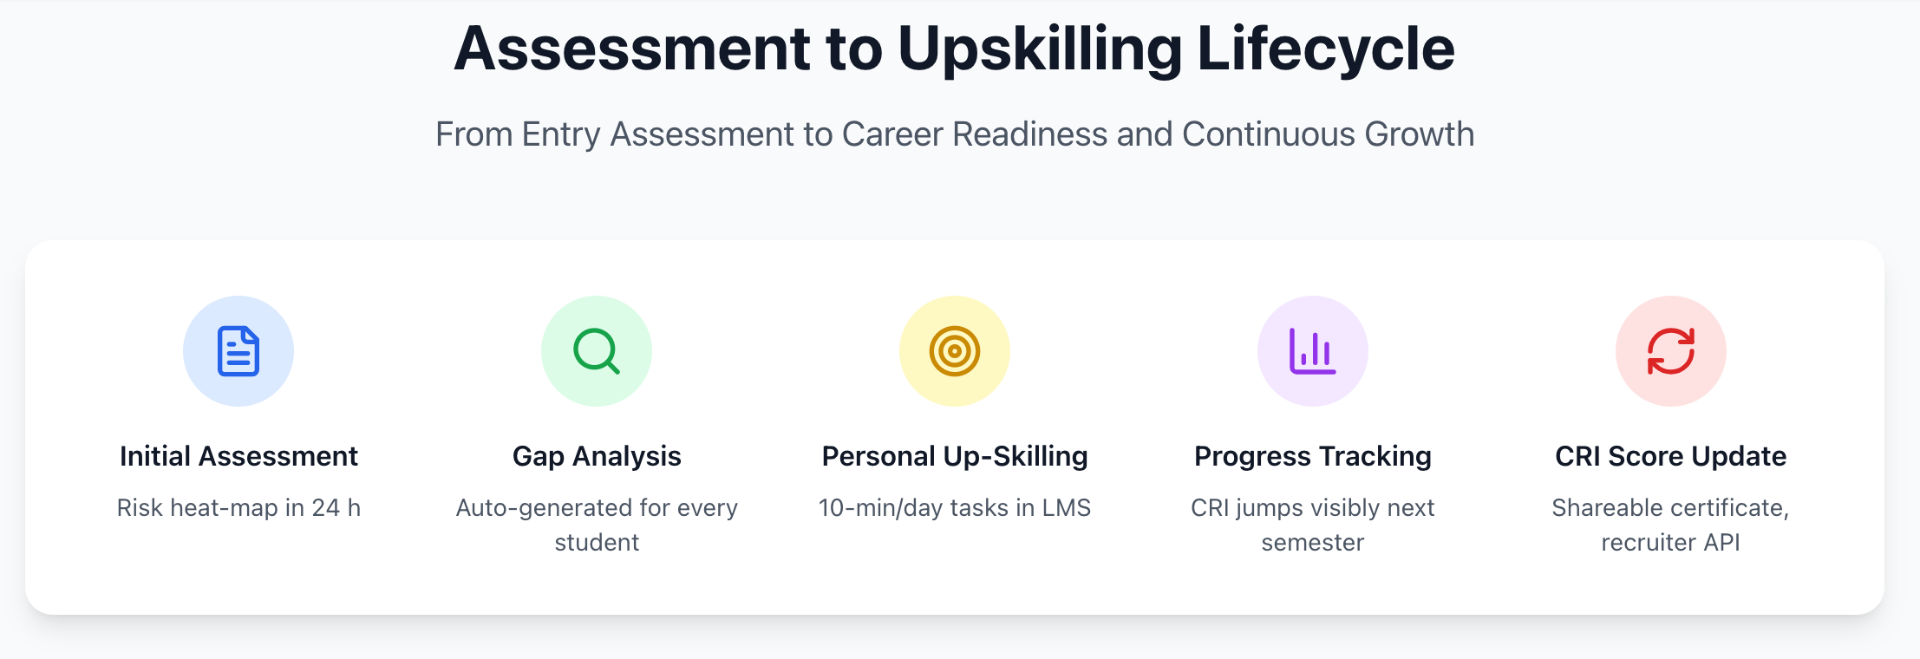 Assessment to Upskilling Lifecycle
From Entry Assessment to Career Readiness and Continuous Growth
Initial Assessment
Risk heat-map in 24 h
Gap Analysis
Auto-generated for every
student
Personal Up-Skilling
10-min/day tasks in LMS
Progress Tracking
CRI jumps visibly next
semester
CRI Score Update
Shareable certificate,
recruiter API